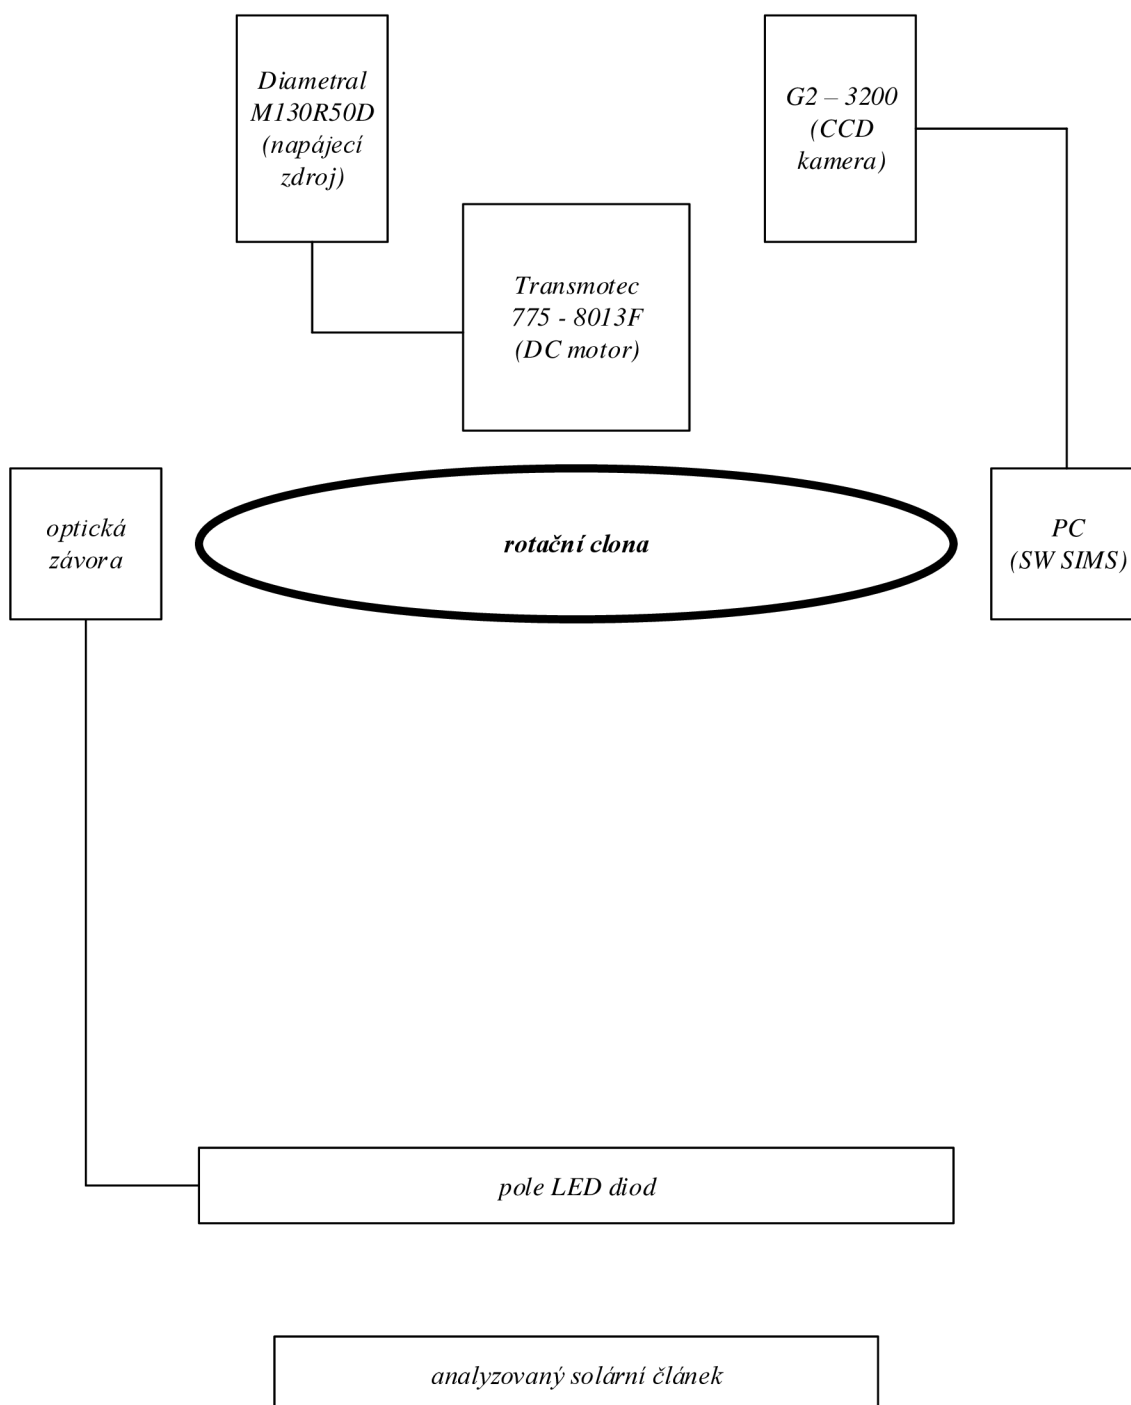 Diametral
M130R50D
(napájecí
zdroj)
G2 – 3200
(CCD
kamera)
Transmotec
775 - 8013F
(DC motor)
optická
závora
rotační clona
PC
(SW SIMS)
pole LED diod
analyzovaný solární článek